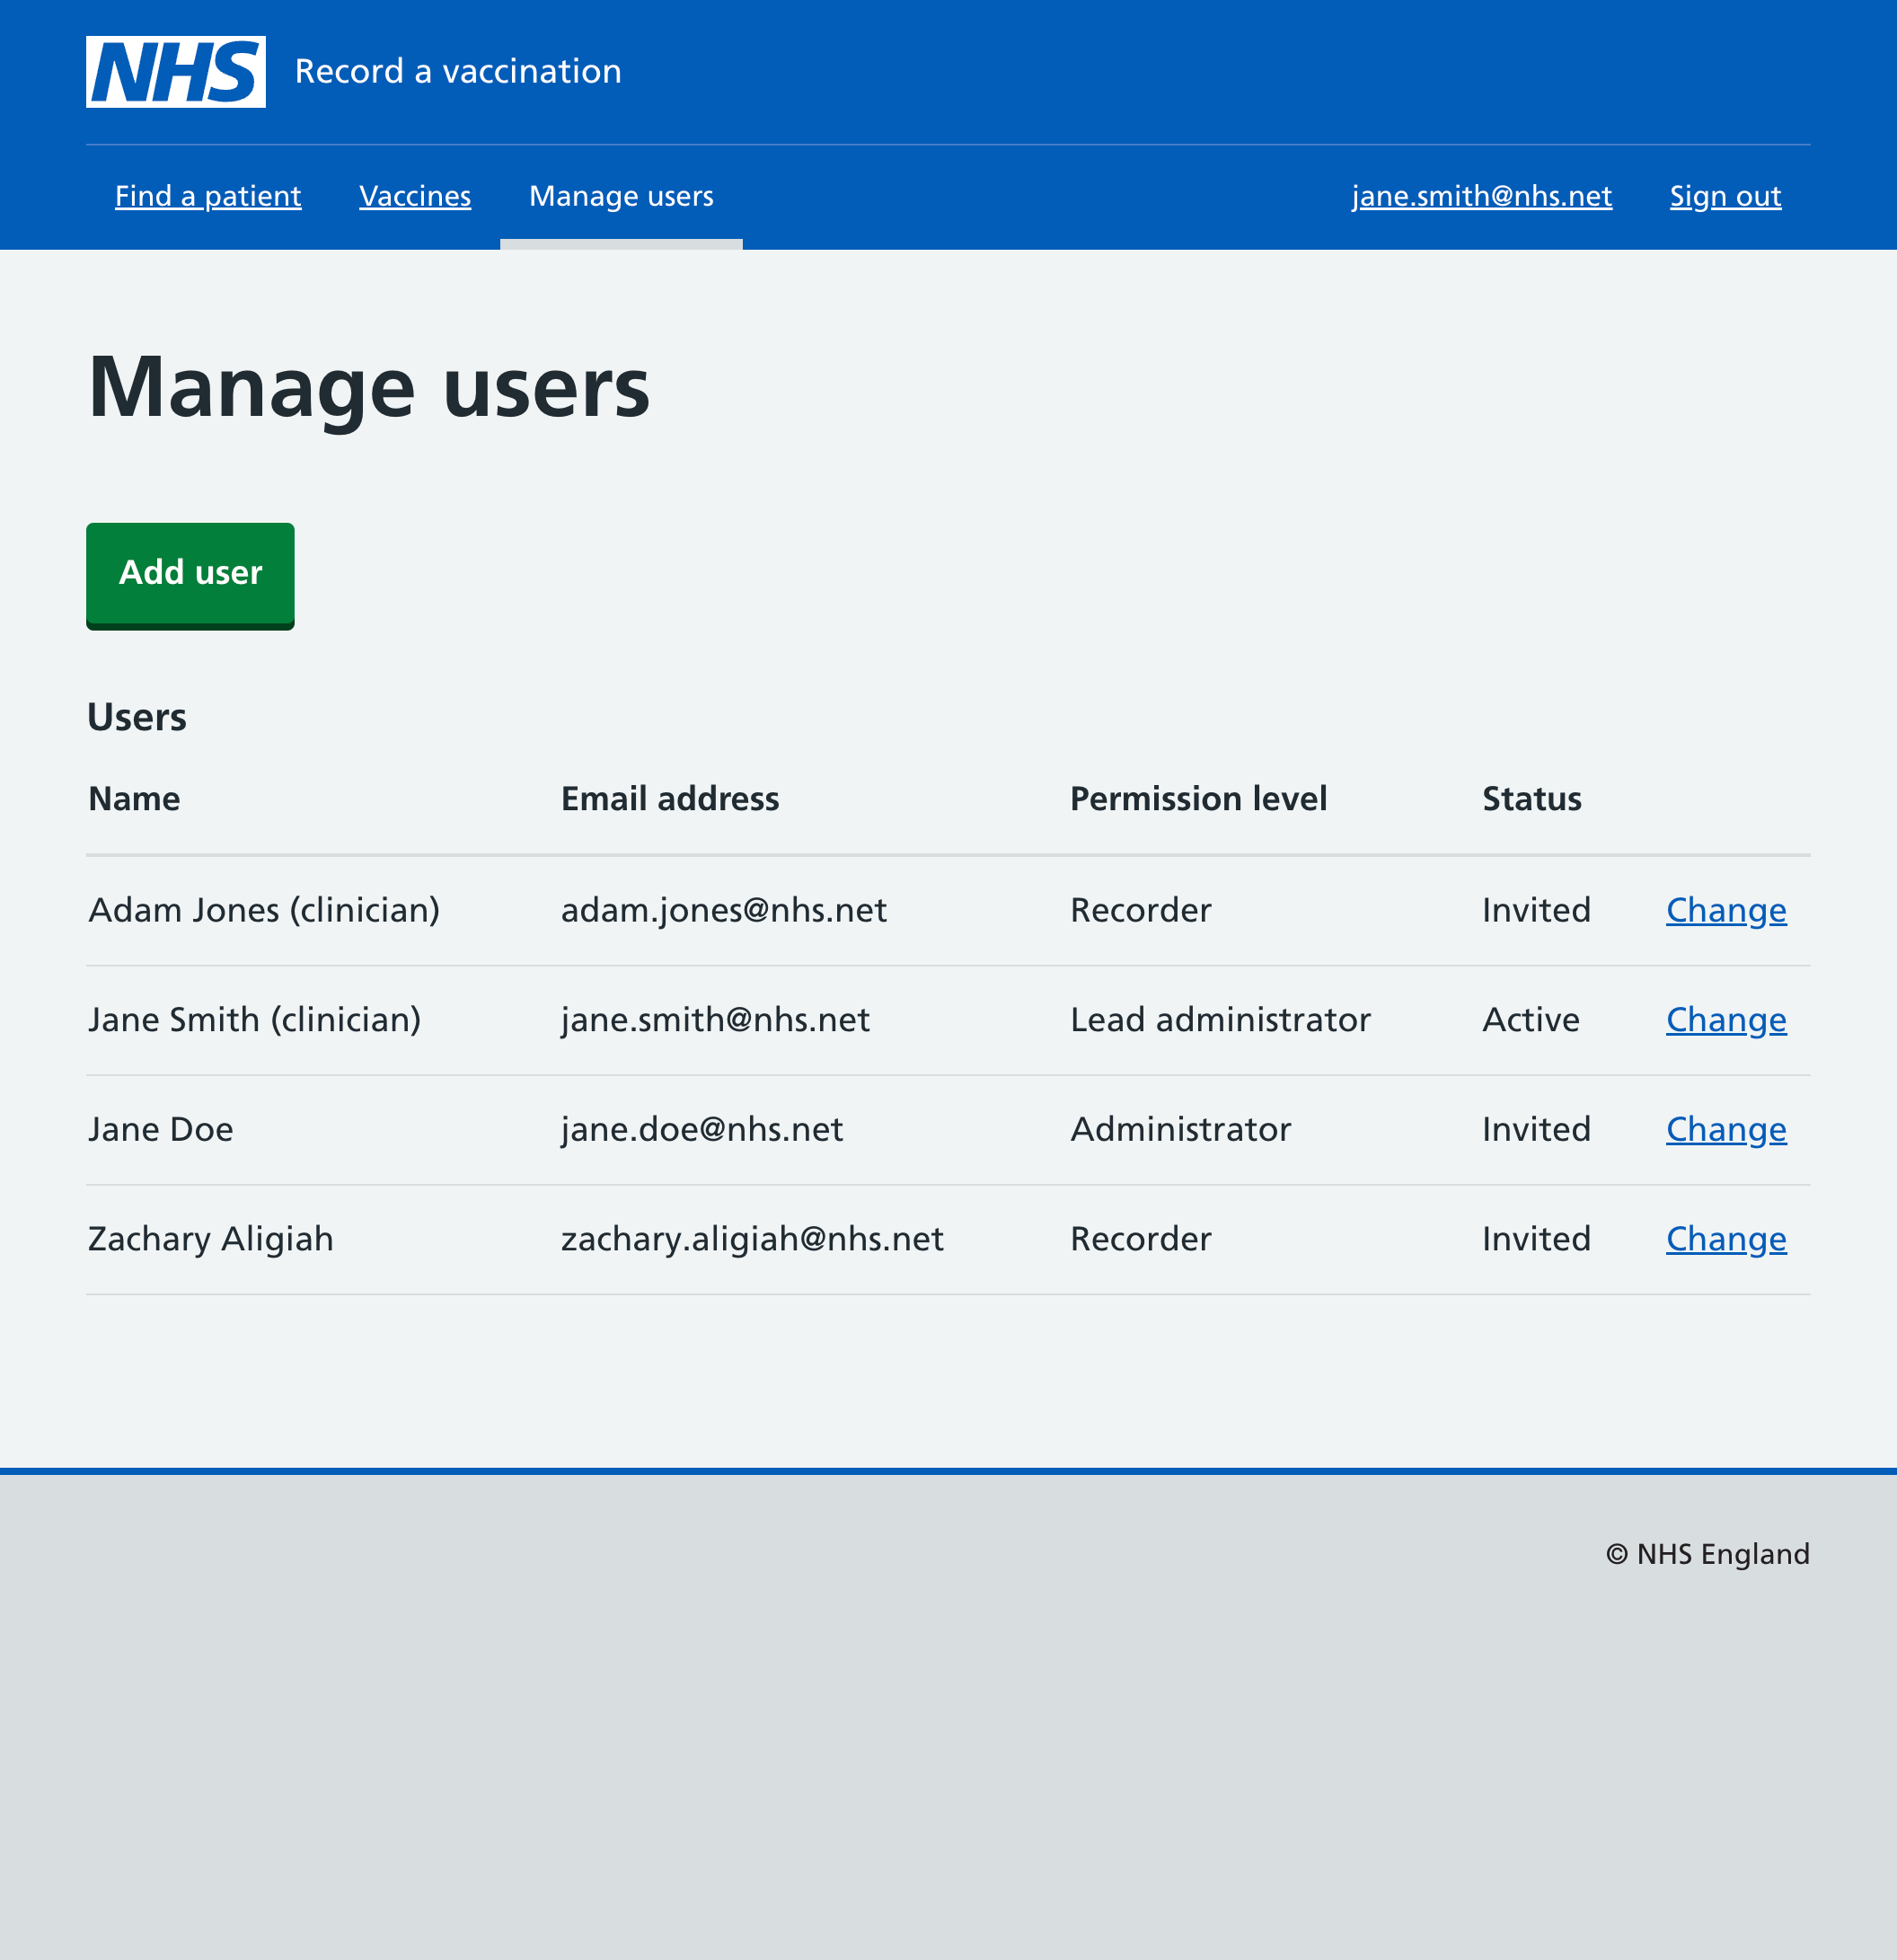 NHS Record a vaccination
Find a patient Vaccines Manage users jane.smith@nhs.net Sign out
Manage users
Add user
Users
Name Email address Permission level Status
Adam Jones (clinician) adam.jones@nhs.net Recorder Invited Change
Jane Smith (clinician) jane.smith@nhs.net Lead administrator Active Change
Jane Doe jane.doe@nhs.net Administrator Invited Change
Zachary Aligiah zachary.aligiah@nhs.net Recorder Invited Change
© NHS England